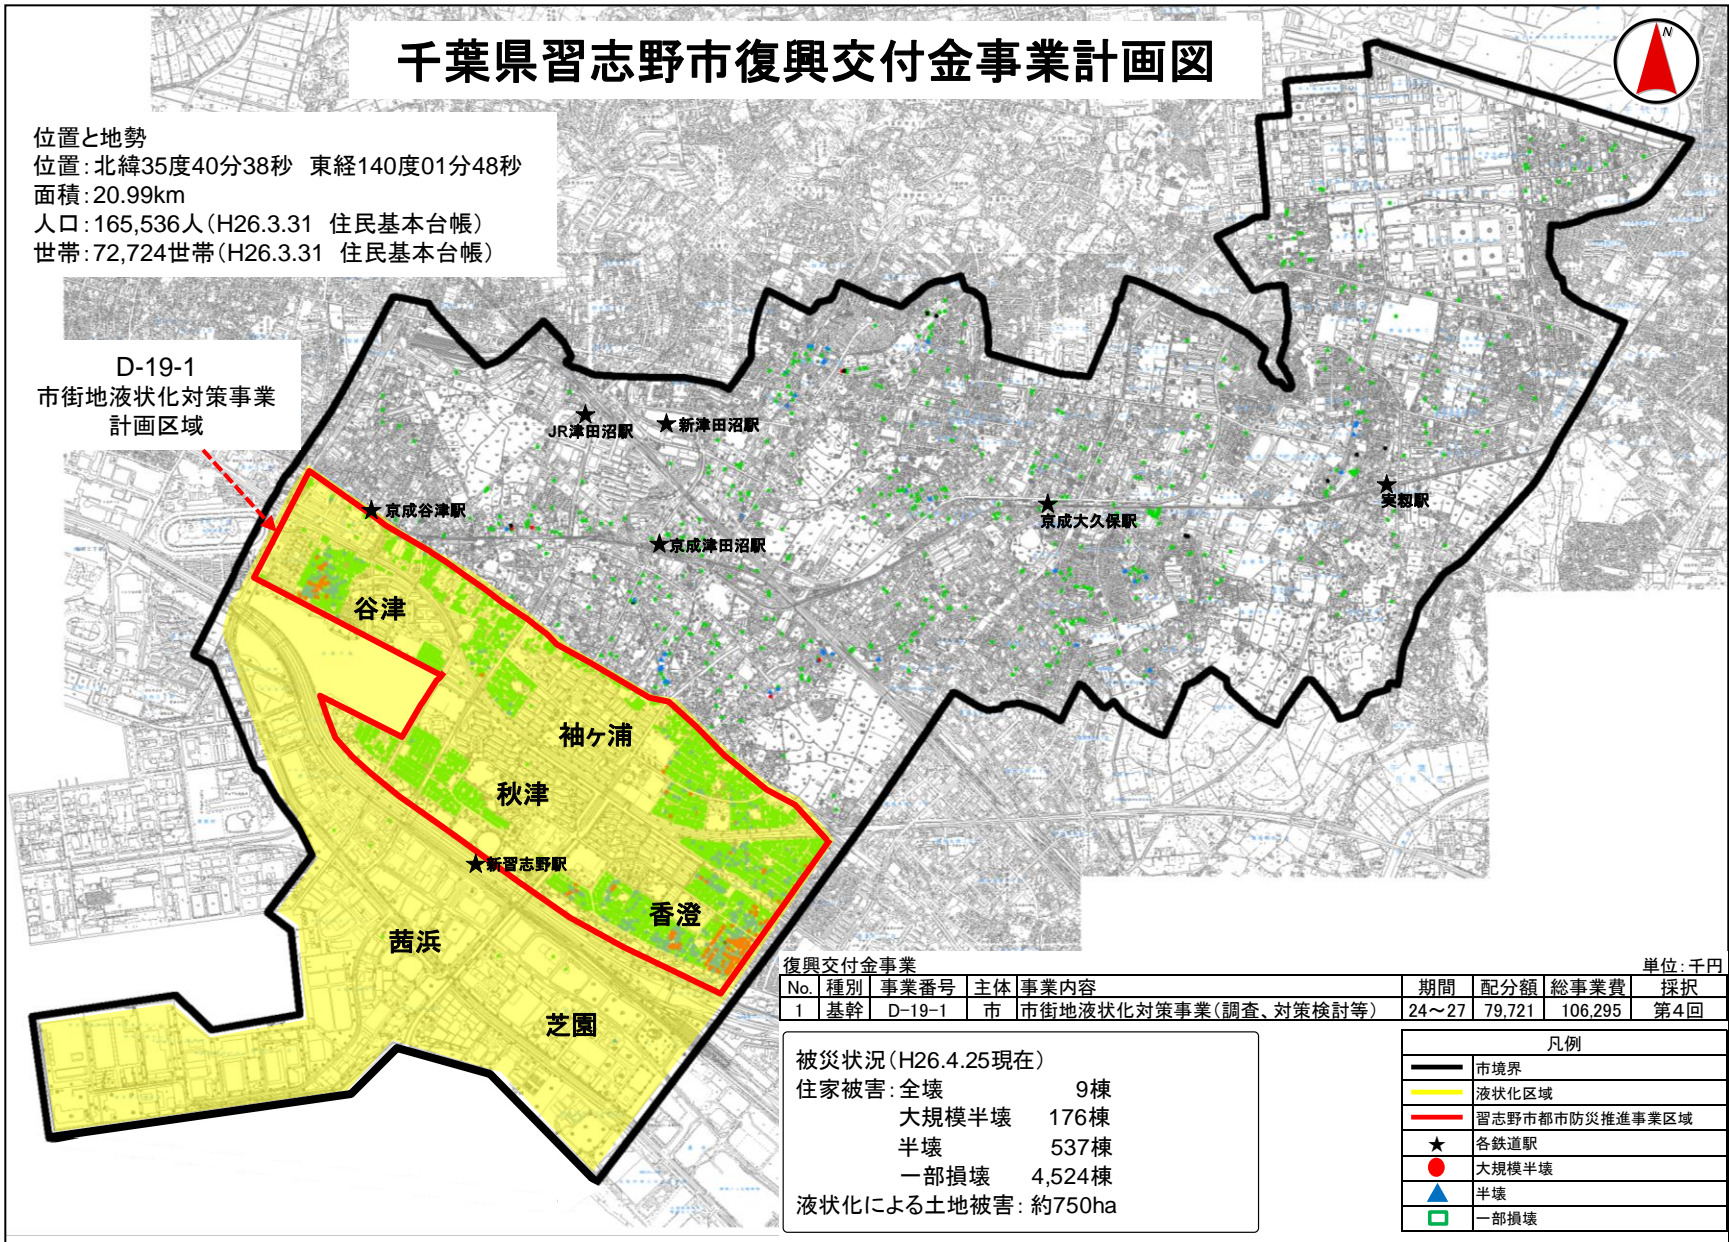 千葉県習志野市復興交付金事業計画図
N
位置と地勢
位置：北緯35度40分38秒 東経140度01分48秒
面積：20.99km
人口：165,536人（H26.3.31 住民基本台帳）
世帯：72,724世帯（H26.3.31 住民基本台帳）
D-19-1
市街地液状化対策事業
計画区域
★JR津田沼駅
★新津田沼駅
★京成谷津駅
★京成津田沼駅
★京成大久保駅
★実籾駅
谷津
袖ヶ浦
秋津
★新習志野駅
香澄
茜浜
芝園
復興交付金事業 単位：千円
No. 種別 事業番号 主体 事業内容 期間 配分額 総事業費 採択
1 基幹 D-19-1 市 市街地液状化対策事業（調査、対策検討等） 24～27 79,721 106,295 第4回
被災状況（H26.4.25現在）
住家被害：全壊 9棟
大規模半壊 176棟
半壊 537棟
一部損壊 4,524棟
液状化による土地被害：約750ha
凡例
市境界
液状化区域
習志野市都市防災推進事業区域
★ 各鉄道駅
大規模半壊
半壊
一部損壊